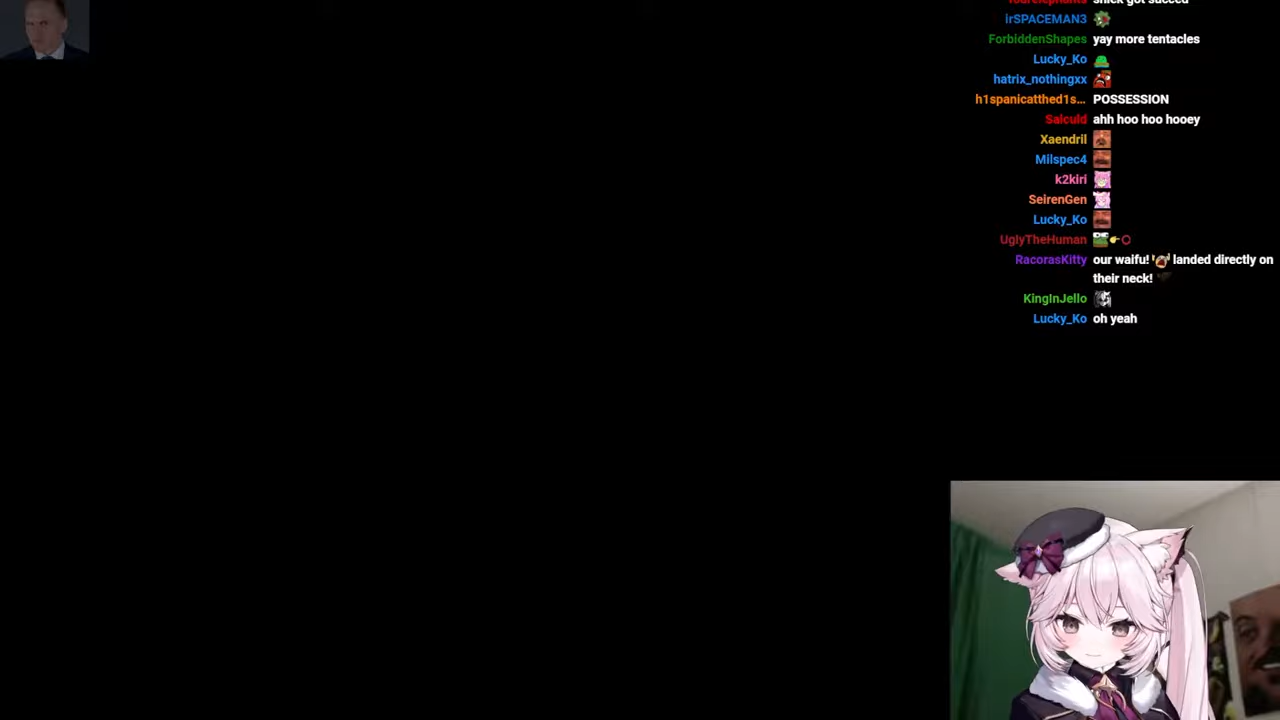 irSPACEMAN3
ForbiddenShapes yay more tentacles
Lucky_Ko
hatrix_nothingxx
h1spanicatthed1s... POSSESSION
Salculd ahh hoo hoo hooey
Xaendril
Milspec4
k2kiri
SeirenGen
Lucky_Ko
UglyTheHuman
RacorasKitty our waifu! landed directly on
their neck!
KingInJello
Lucky_Ko oh yeah